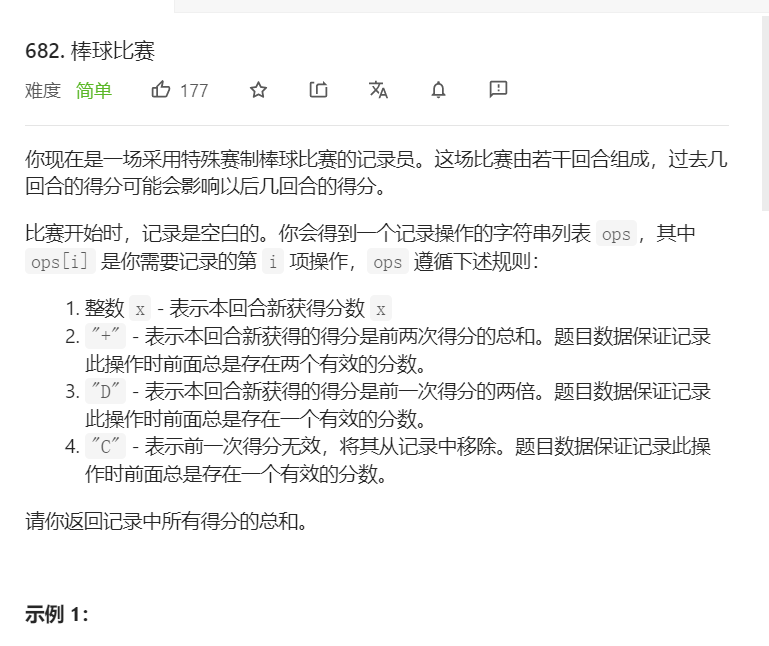 682. 棒球比赛
难度 简单 177
你现在是一场采用特殊赛制棒球比赛的记录员。这场比赛由若干回合组成，过去几
回合的得分可能会影响以后几回合的得分。
比赛开始时，记录是空白的。你会得到一个记录操作的字符串列表 ops，其中
ops[i] 是你需要记录的第 i 项操作，ops 遵循下述规则：
1. 整数 x - 表示本回合新获得分数 x
2. "+" - 表示本回合新获得的得分是前两次得分的总和。题目数据保证记录
此操作时前面总是存在两个有效的分数。
3. "D" - 表示本回合新获得的得分是前一次得分的两倍。题目数据保证记录
此操作时前面总是存在一个有效的分数。
4. "C" - 表示前一次得分无效，将其从记录中移除。题目数据保证记录此操
作时前面总是存在一个有效的分数。
请你返回记录中所有得分的总和。
示例 1：